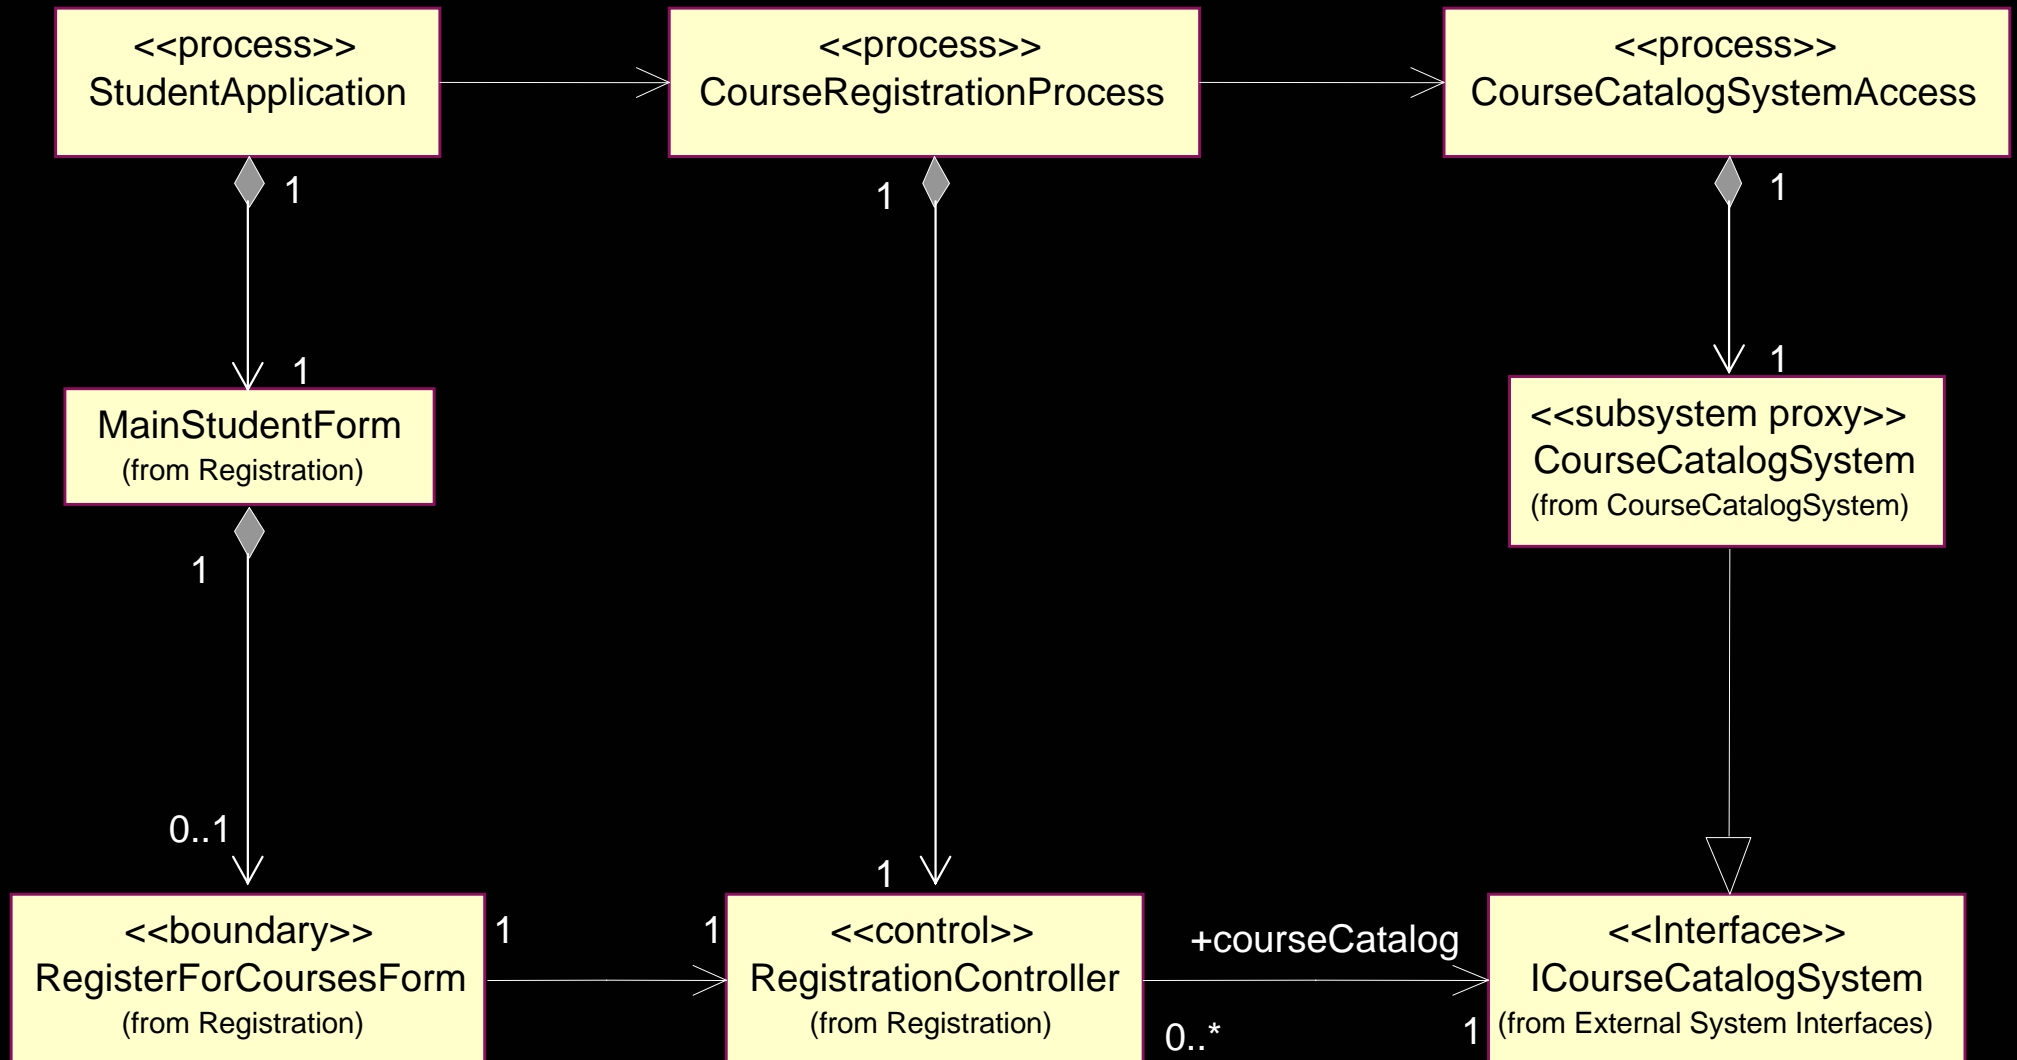 <<process>>
StudentApplication
<<process>>
CourseRegistrationProcess
<<process>>
CourseCatalogSystemAccess
1
1
1
1
1
MainStudentForm
(from Registration)
<<subsystem proxy>>
CourseCatalogSystem
(from CourseCatalogSystem)
1
0..1
1
<<boundary>>
RegisterForCoursesForm
(from Registration)
1
1
<<control>>
RegistrationController
(from Registration)
+courseCatalog
0..*
1
<<Interface>>
ICourseCatalogSystem
(from External System Interfaces)